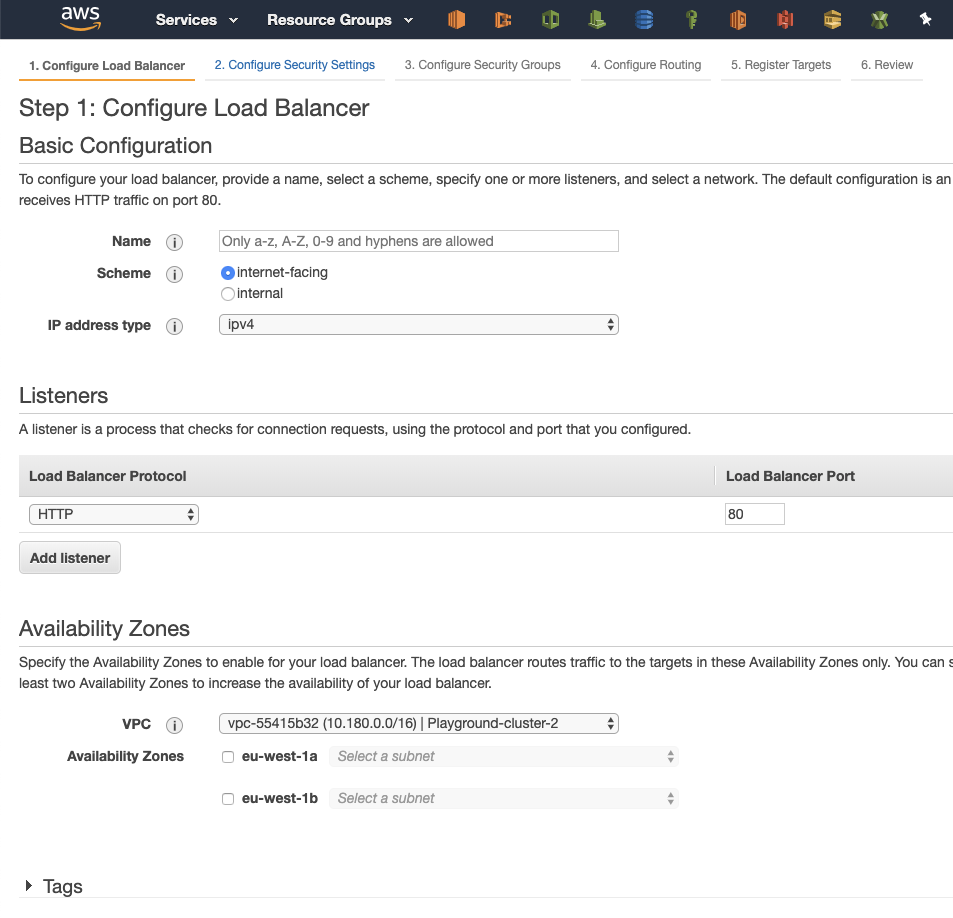 aws Services Resource Groups
1. Configure Load Balancer 2. Configure Security Settings 3. Configure Security Groups 4. Configure Routing 5. Register Targets 6. Review
Step 1: Configure Load Balancer
Basic Configuration
To configure your load balancer, provide a name, select a scheme, specify one or more listeners, and select a network. The default configuration is an
receives HTTP traffic on port 80.
Name i Only a-z, A-Z, 0-9 and hyphens are allowed
Scheme i internet-facing
internal
IP address type i ipv4
Listeners
A listener is a process that checks for connection requests, using the protocol and port that you configured.
Load Balancer Protocol Load Balancer Port
HTTP 80
Add listener
Availability Zones
Specify the Availability Zones to enable for your load balancer. The load balancer routes traffic to the targets in these Availability Zones only. You can s
least two Availability Zones to increase the availability of your load balancer.
VPC i vpc-55415b32 (10.180.0.0/16) | Playground-cluster-2
Availability Zones eu-west-1a Select a subnet
eu-west-1b Select a subnet
Tags